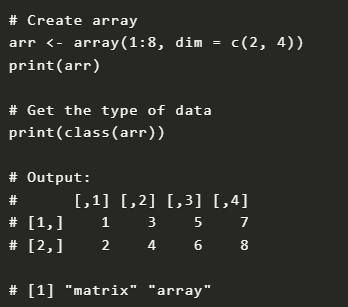 # Create array
arr <- array(1:8, dim = c(2, 4))
print(arr)

# Get the type of data
print(class(arr))

# Output:
#      [,1] [,2] [,3] [,4]
# [1,]    1    3    5    7
# [2,]    2    4    6    8

# [1] "matrix" "array"